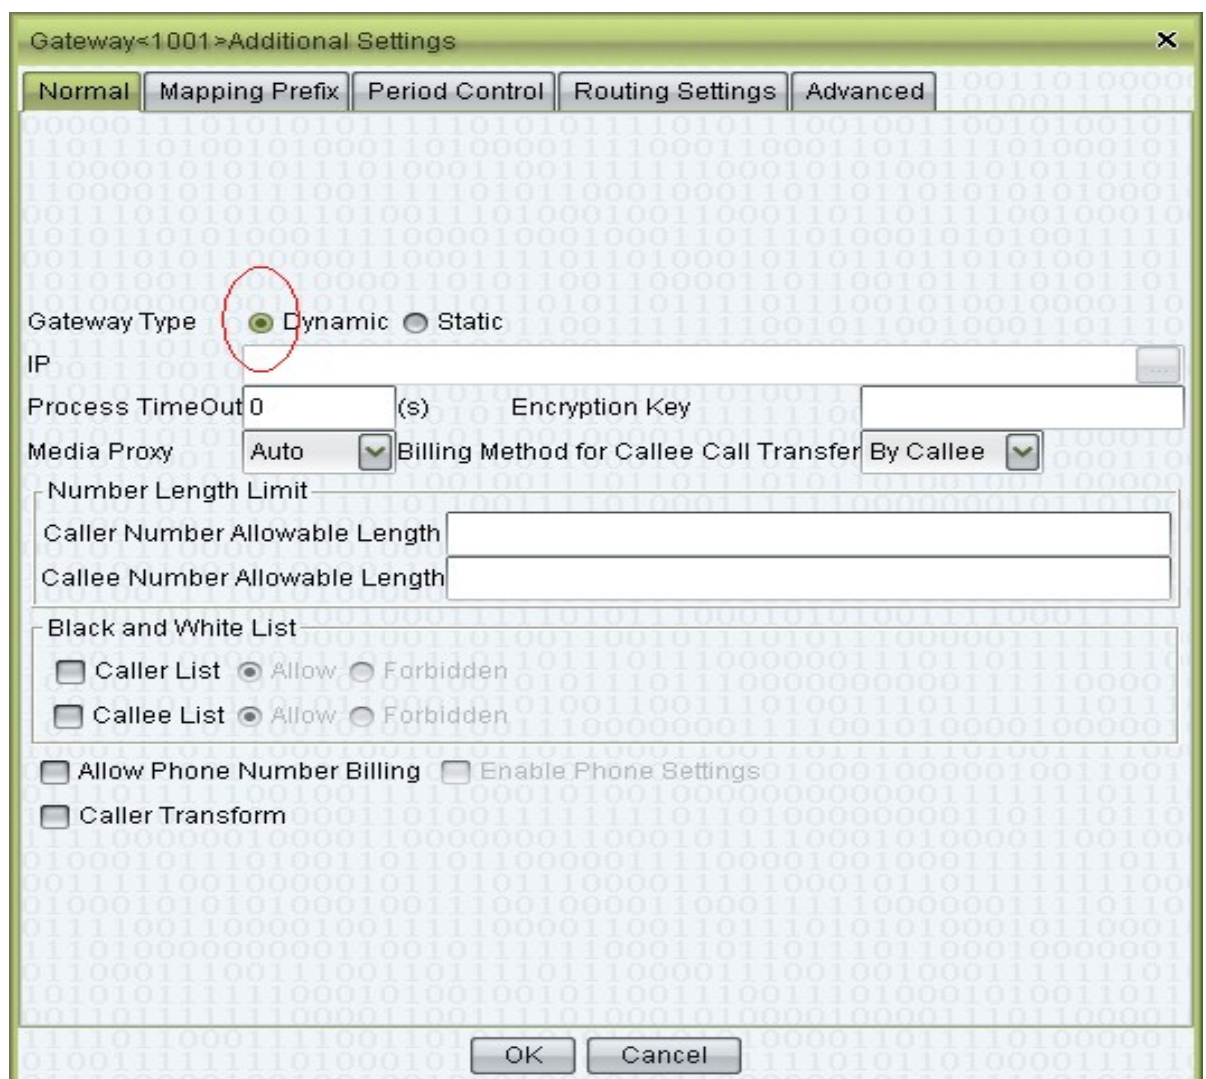 Gateway<1001>Additional Settings
Normal Mapping Prefix Period Control Routing Settings Advanced
Gateway Type Dynamic Static
IP
Process TimeOut 0 (s) Encryption Key
Media Proxy Auto Billing Method for Callee Call Transfer By Callee
Number Length Limit
Caller Number Allowable Length
Callee Number Allowable Length
Black and White List
Caller List Allow Forbidden
Callee List Allow Forbidden
Allow Phone Number Billing Enable Phone Settings
Caller Transform
OK Cancel